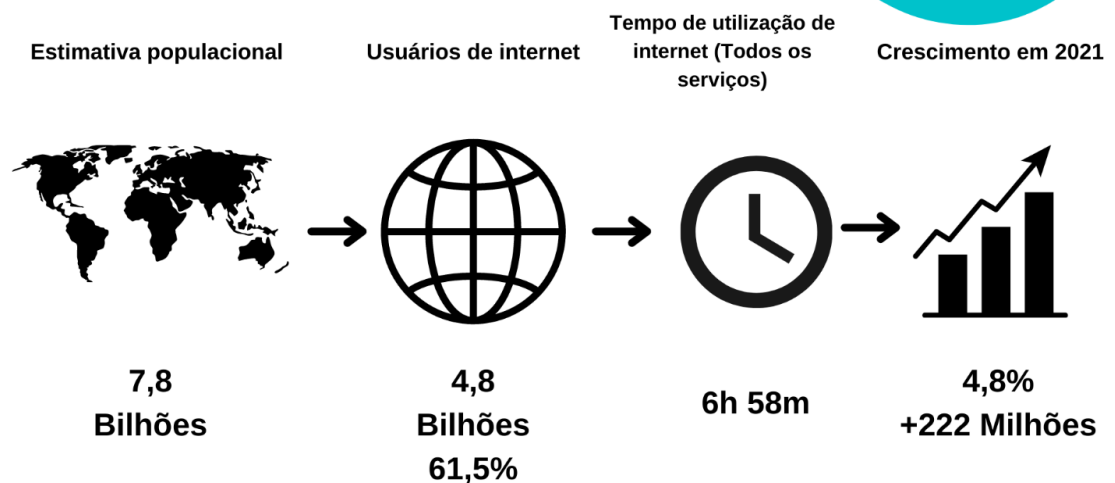 Estimativa populacional
Usuários de internet
Tempo de utilização de
internet (Todos os
serviços)
Crescimento em 2021
7,8
Bilhões
4,8
Bilhões
61,5%
6h 58m
4,8%
+222 Milhões